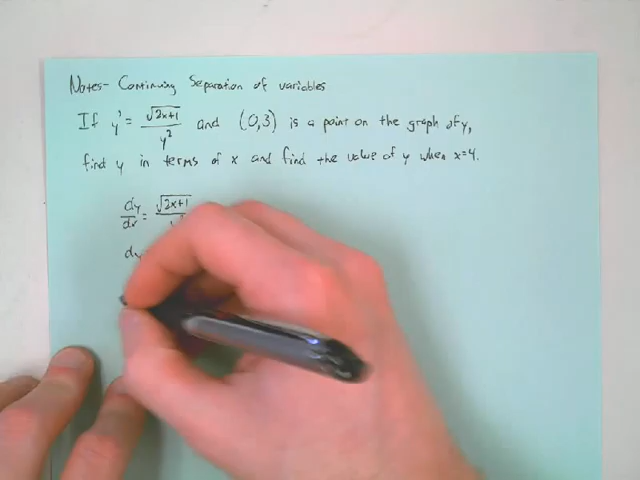 Notes- Continuing Separation of variables
If y' = √(2x+1) / y² and (0,3) is a point on the graph of y,
find y in terms of x and find the value of y when x=4.
dy/dx = √(2x+1)
dy